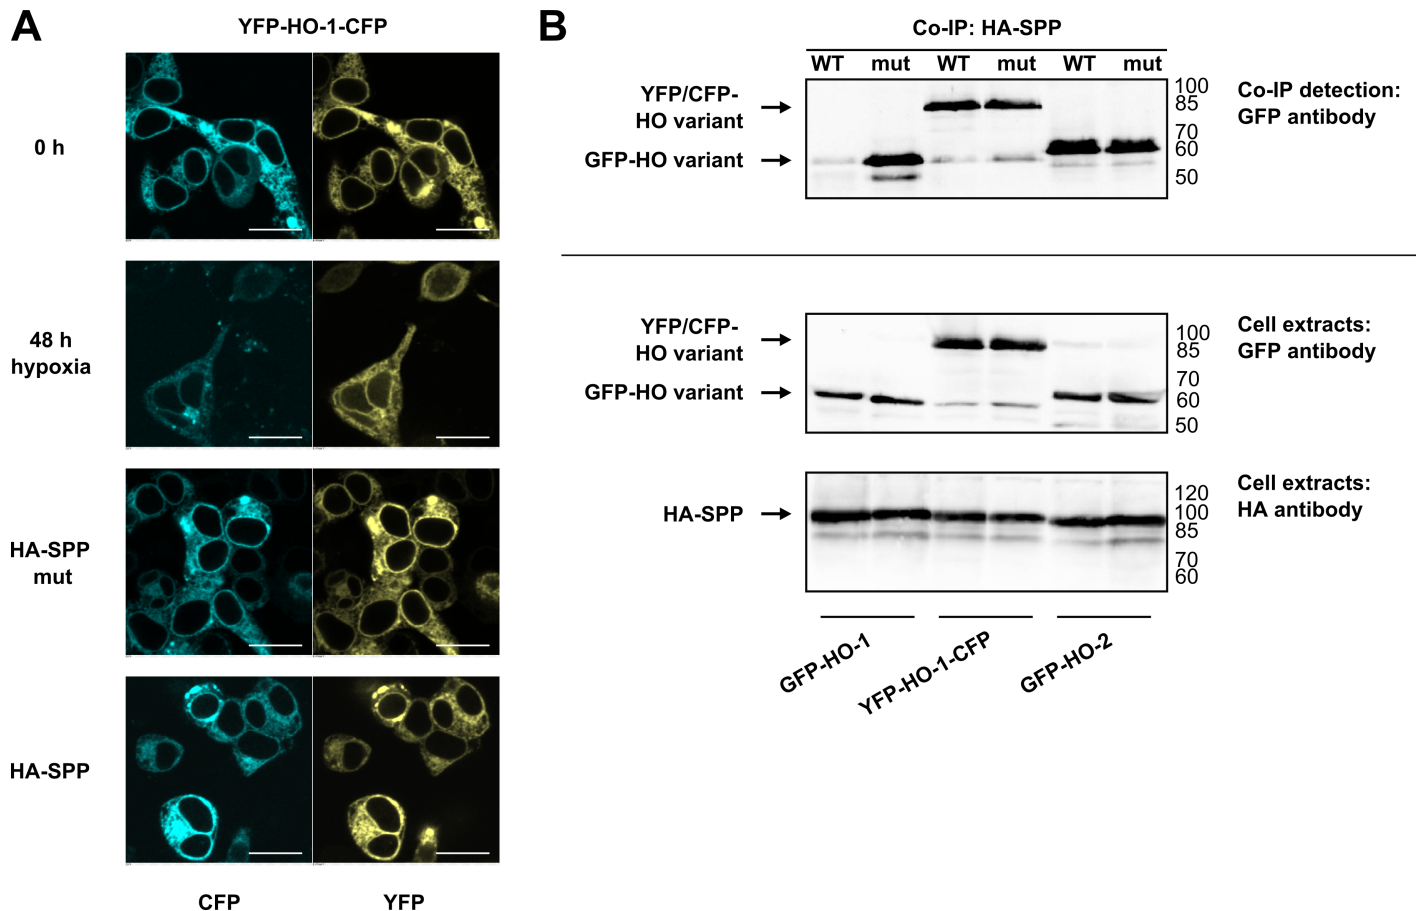 A
YFP-HO-1-CFP
0 h
48 h
hypoxia
HA-SPP
mut
HA-SPP
CFP
YFP
B
Co-IP: HA-SPP
WT mut WT mut WT mut
YFP/CFP-
HO variant
GFP-HO variant
100
85
70
60
50
Co-IP detection:
GFP antibody
YFP/CFP-
HO variant
GFP-HO variant
100
85
70
60
50
Cell extracts:
GFP antibody
HA-SPP
120
100
85
70
60
Cell extracts:
HA antibody
GFP-HO-1
YFP-HO-1-CFP
GFP-HO-2